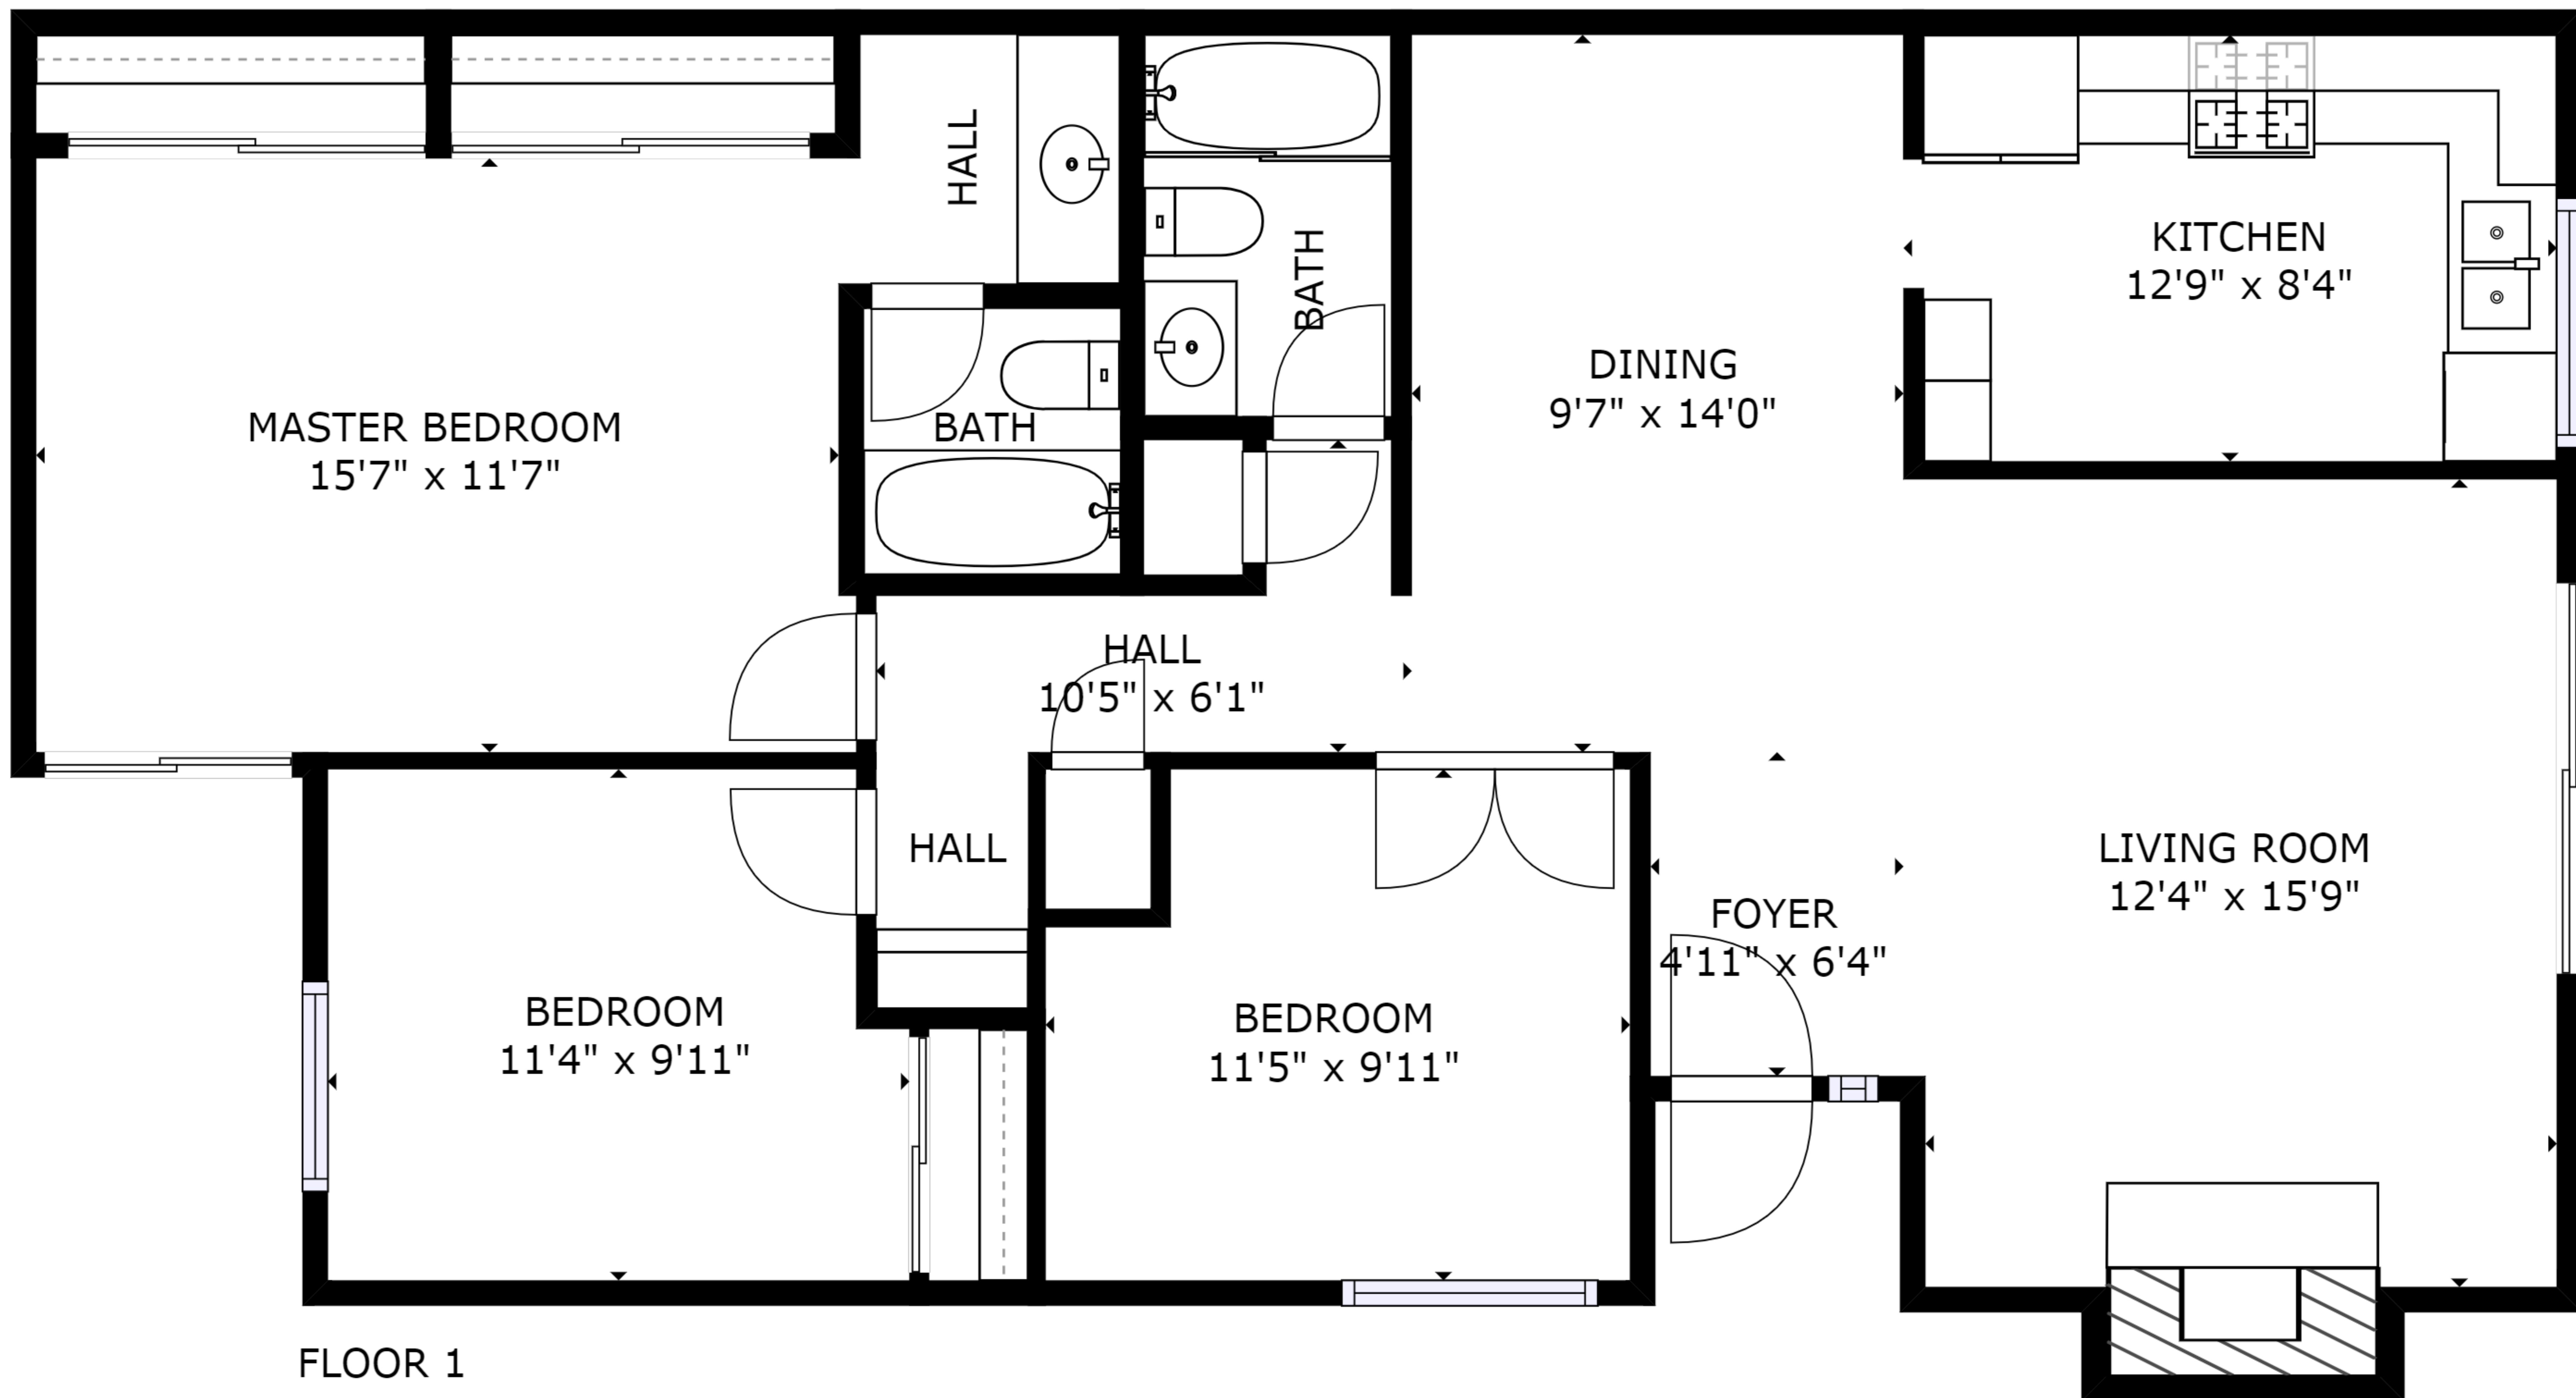 HALL
BATH
KITCHEN
12'9" x 8'4"
DINING
9'7" x 14'0"
MASTER BEDROOM
15'7" x 11'7"
BATH
HALL
10'5" x 6'1"
HALL
LIVING ROOM
12'4" x 15'9"
FOYER
4'11" x 6'4"
BEDROOM
11'4" x 9'11"
BEDROOM
11'5" x 9'11"
FLOOR 1